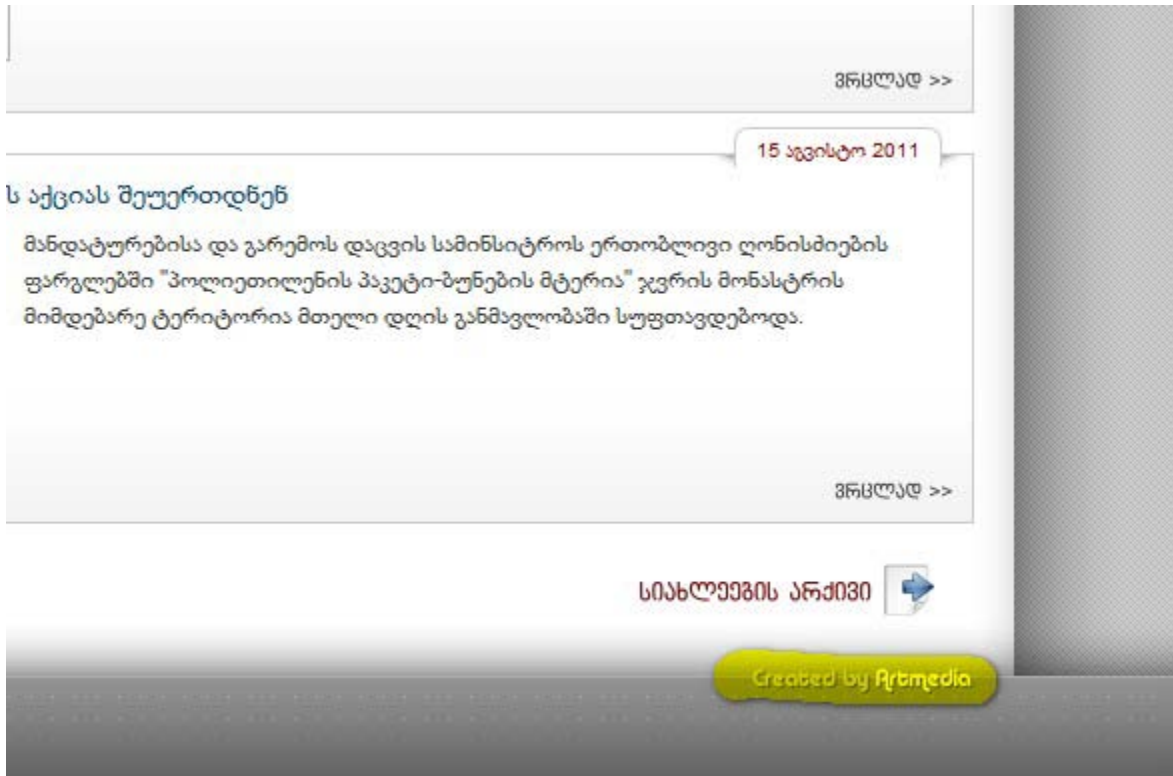 ვრცლად >>
15 აგვისტო 2011
ს აქციას შეუერთდნენ
მანდატურებისა და გარემოს დაცვის სამინსიტროს ერთობლივი ღონისძიების
ფარგლებში "პოლიეთილენის პაკეტი-ბუნების მტერია" ჯვრის მონასტრის
მიმდებარე ტერიტორია მთელი დღის განმავლობაში სუფთავდებოდა.
ვრცლად >>
სიახლეების არქივი
Created by Artmedia